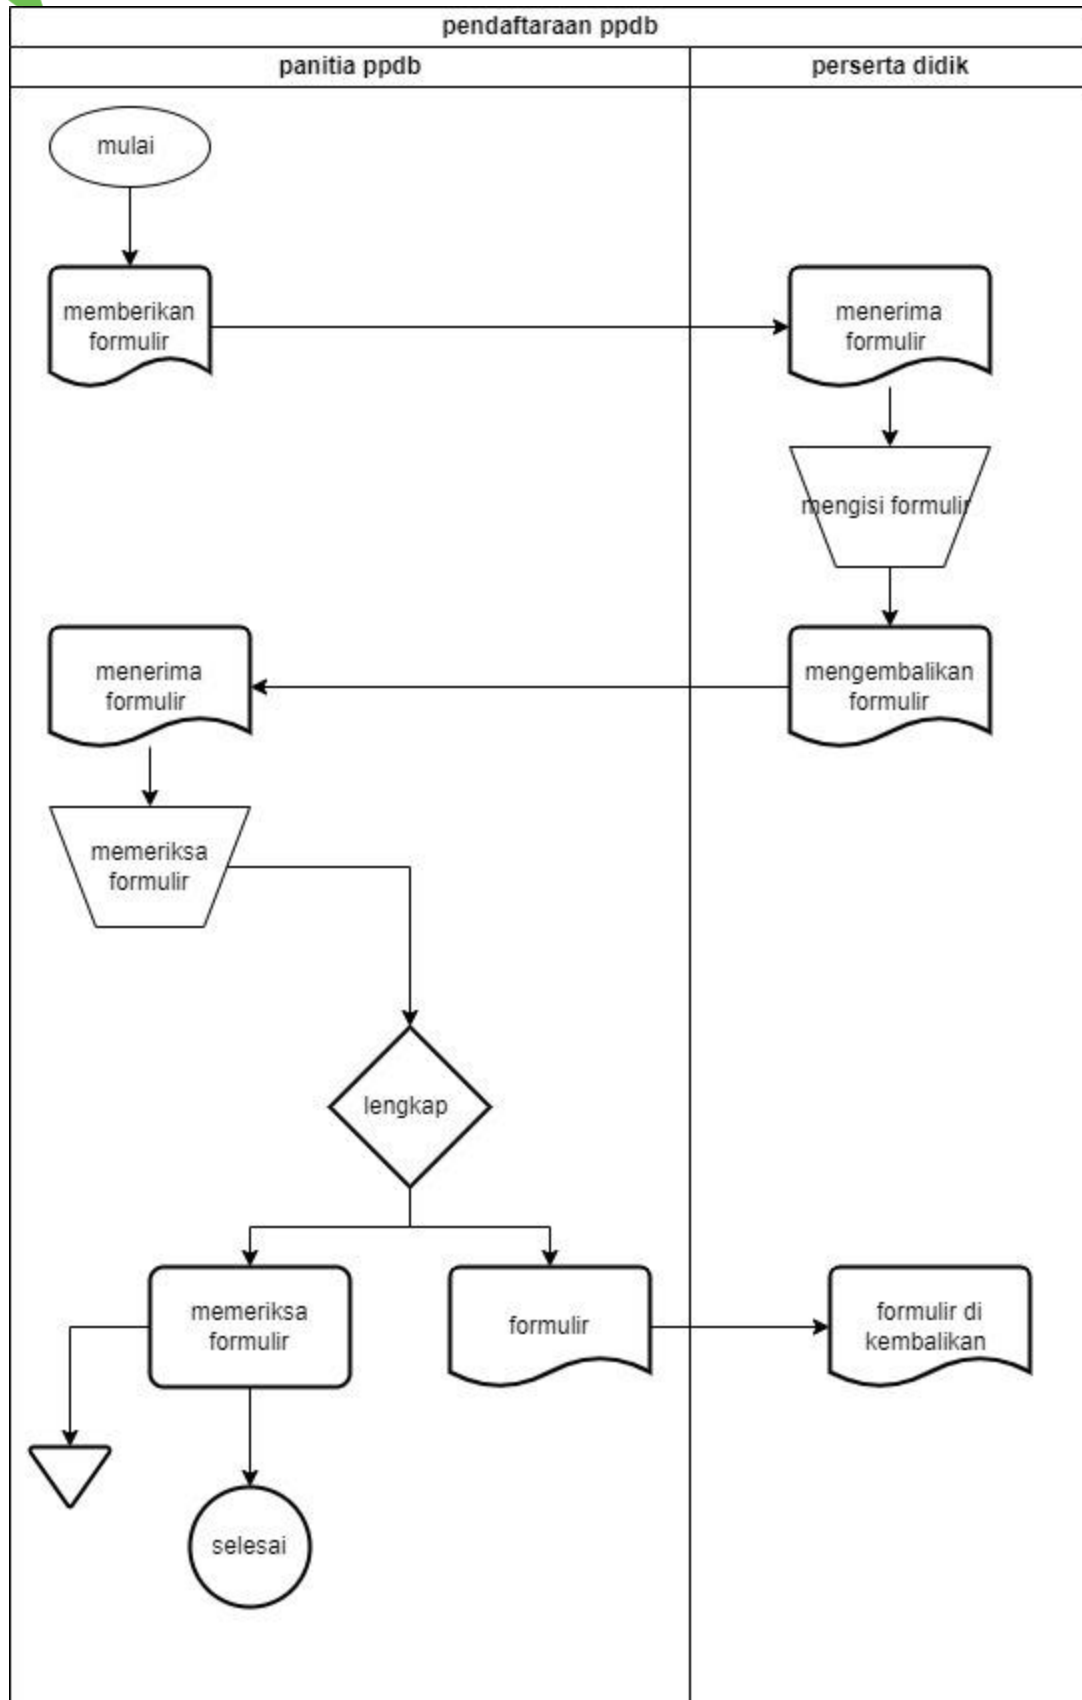 pendaftaraan ppdb
panitia ppdb
perserta didik
mulai
memberikan
formulir
menerima
formulir
mengisi formulir
mengembalikan
formulir
menerima
formulir
memeriksa
formulir
lengkap
memeriksa
formulir
formulir
formulir di
kembalikan
selesai